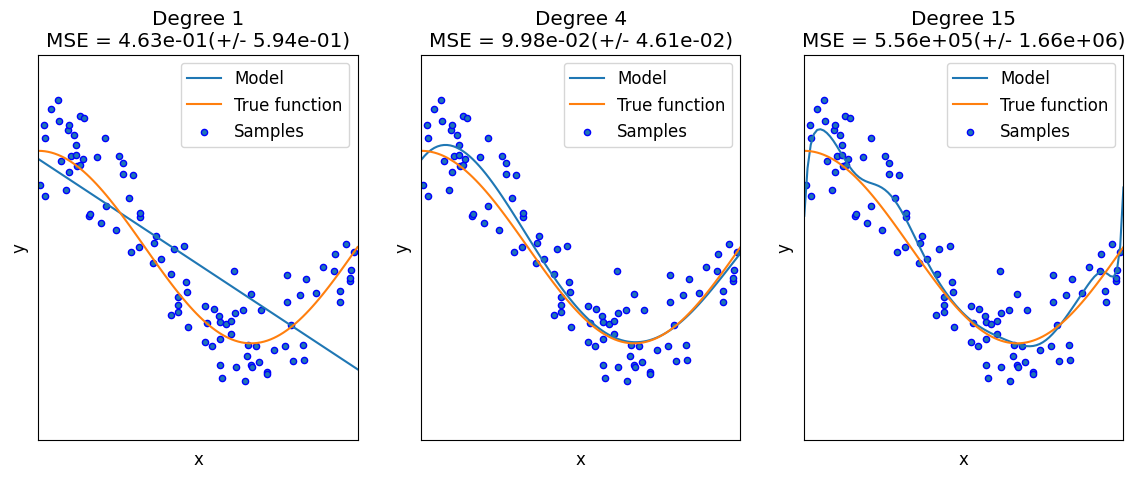 Degree 1
MSE = 4.63e-01(+/- 5.94e-01)
Model
True function
Samples
y
x
Degree 4
MSE = 9.98e-02(+/- 4.61e-02)
Model
True function
Samples
y
x
Degree 15
MSE = 5.56e+05(+/- 1.66e+06)
Model
True function
Samples
y
x